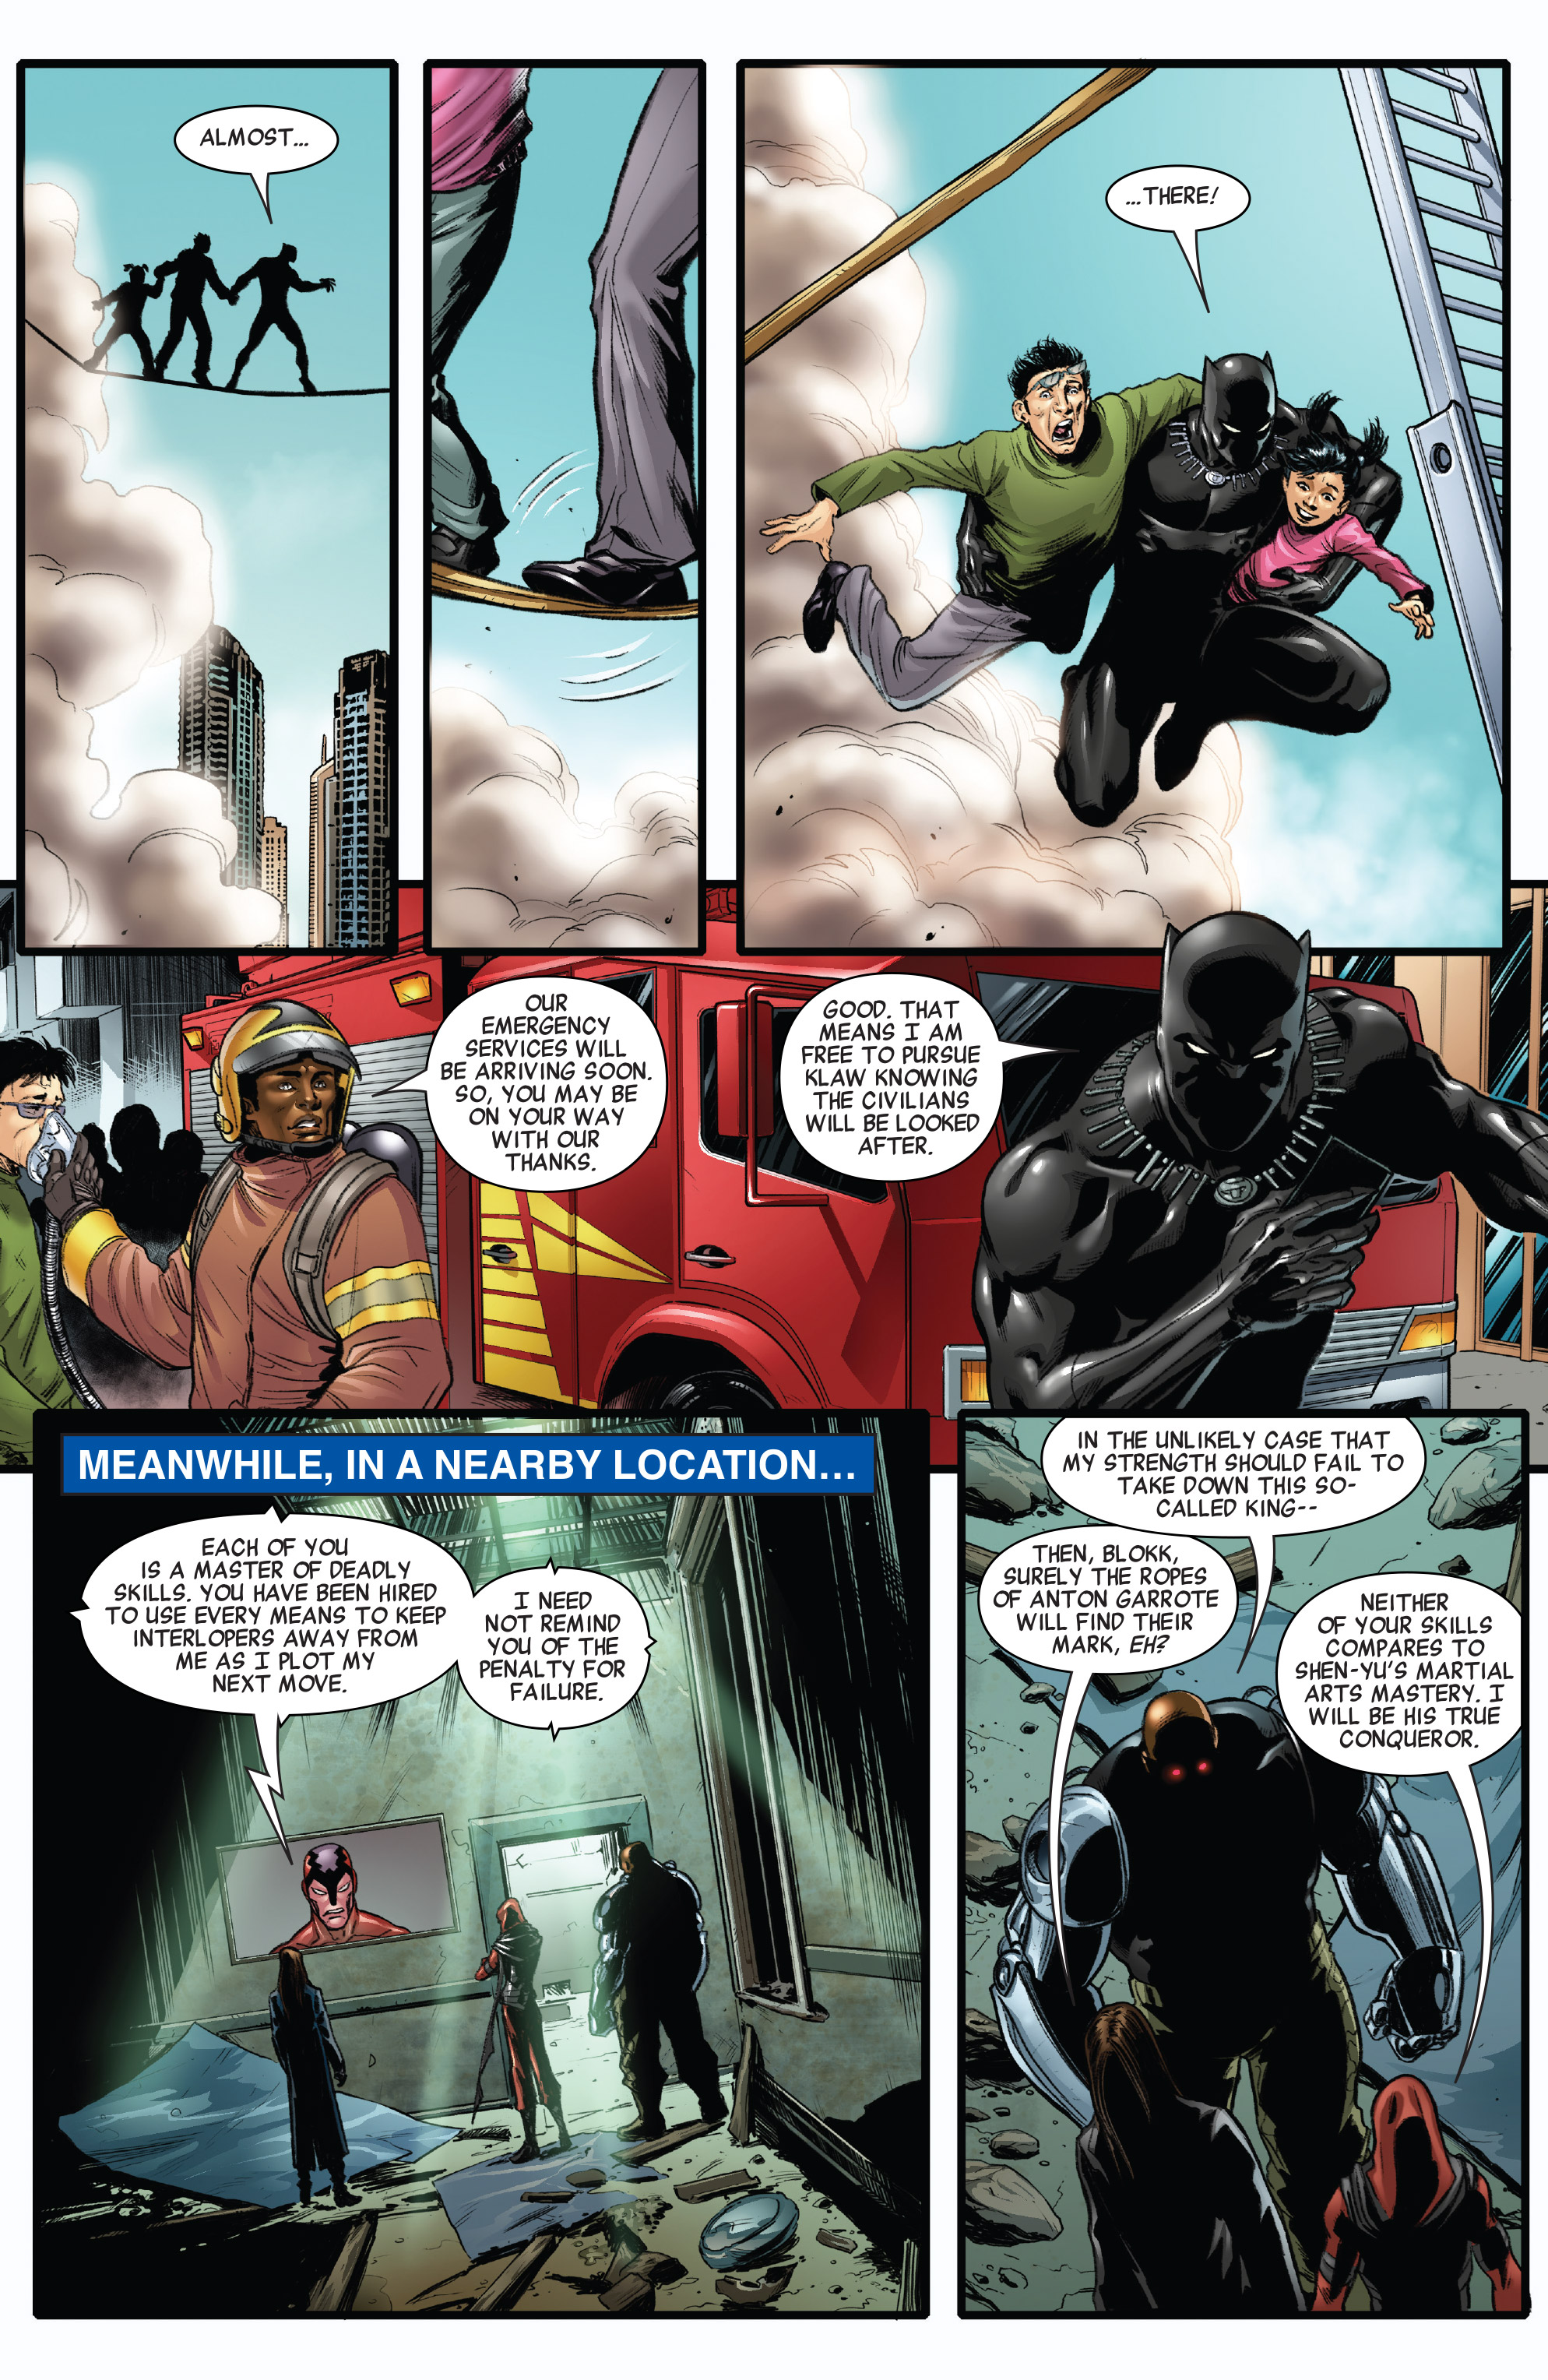 ALMOST...
...THERE!
OUR
EMERGENCY
SERVICES WILL
BE ARRIVING SOON.
SO, YOU MAY BE
ON YOUR WAY
WITH OUR
THANKS.
GOOD. THAT
MEANS I AM
FREE TO PURSUE
KLAW KNOWING
THE CIVILIANS
WILL BE LOOKED
AFTER.
MEANWHILE, IN A NEARBY LOCATION...
EACH OF YOU
IS A MASTER OF DEADLY
SKILLS. YOU HAVE BEEN HIRED
TO USE EVERY MEANS TO KEEP
INTERLOPERS AWAY FROM
ME AS I PLOT MY
NEXT MOVE.
I NEED
NOT REMIND
YOU OF THE
PENALTY FOR
FAILURE.
IN THE UNLIKELY CASE THAT
MY STRENGTH SHOULD FAIL TO
TAKE DOWN THIS SO-
CALLED KING--
THEN, BLOKK,
SURELY THE ROPES
OF ANTON GARROTE
WILL FIND THEIR
MARK, EH?
NEITHER
OF YOUR SKILLS
COMPARES TO
SHEN-YU'S MARTIAL
ARTS MASTERY. I
WILL BE HIS TRUE
CONQUEROR.